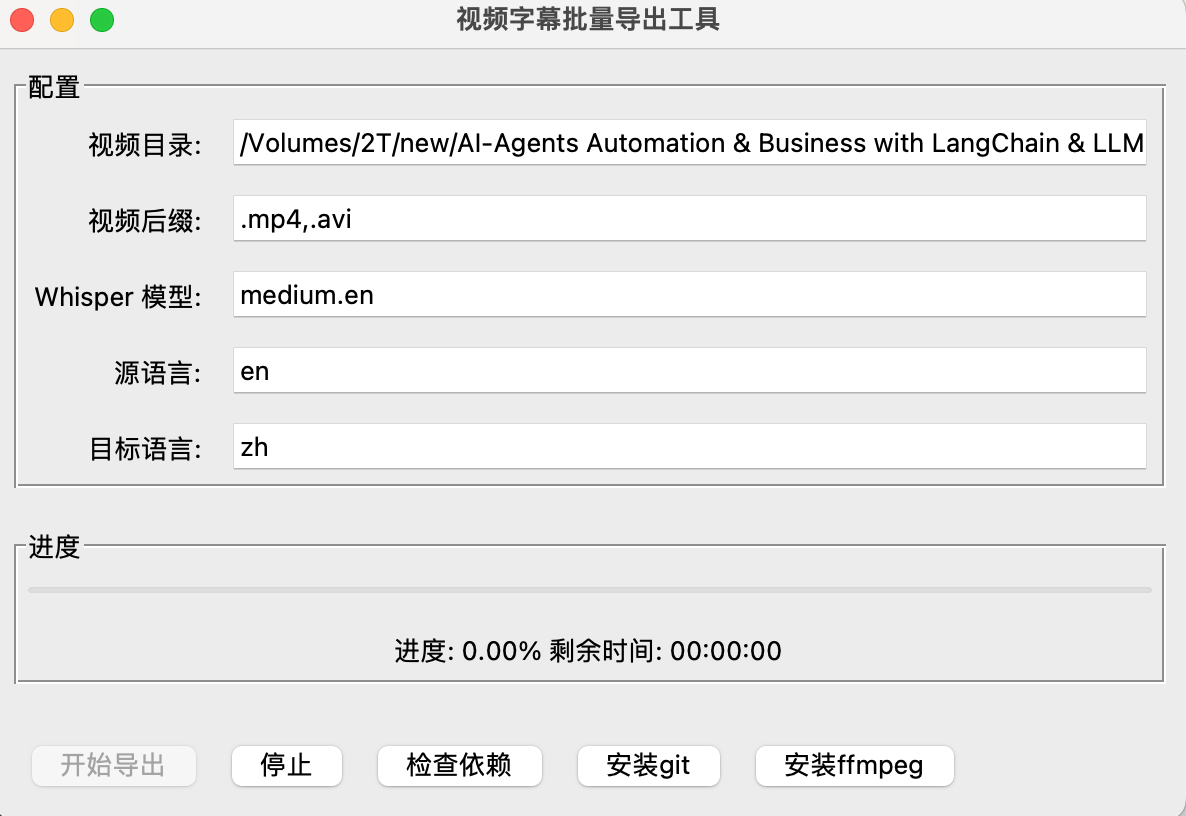 视频字幕批量导出工具
配置
视频目录: /Volumes/2T/new/AI-Agents Automation & Business with LangChain & LLM
视频后缀: .mp4,.avi
Whisper 模型: medium.en
源语言: en
目标语言: zh
进度
进度: 0.00% 剩余时间: 00:00:00
开始导出 停止 检查依赖 安装git 安装ffmpeg